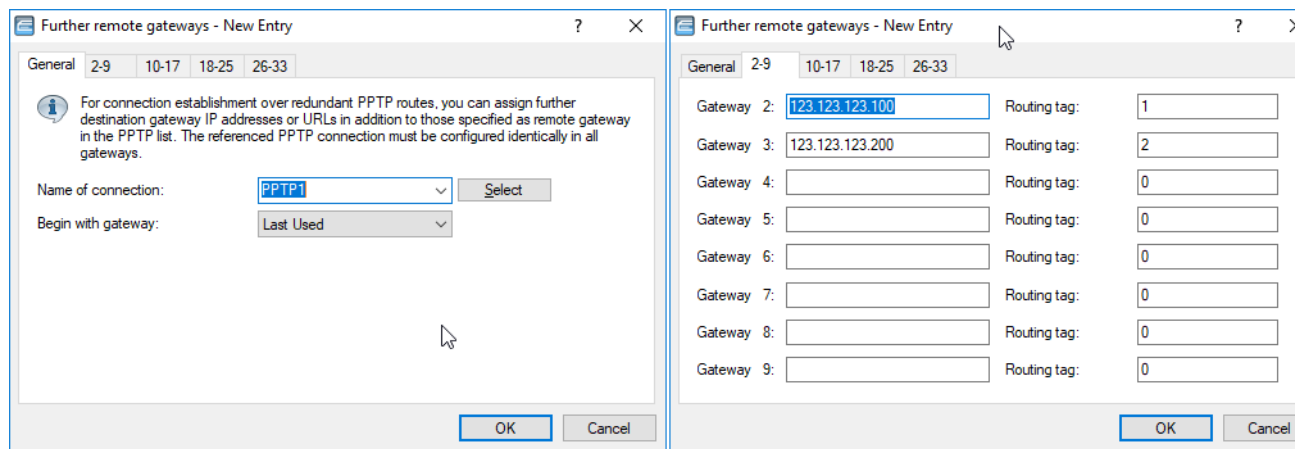 Further remote gateways - New Entry ?
General 2-9 10-17 18-25 26-33
For connection establishment over redundant PPTP routes, you can assign further
destination gateway IP addresses or URLs in addition to those specified as remote gateway
in the PPTP list. The referenced PPTP connection must be configured identically in all
gateways.
Name of connection: PPTP1 Select
Begin with gateway: Last Used
OK Cancel
Further remote gateways - New Entry ?
General 2-9 10-17 18-25 26-33
Gateway 2: 123.123.123.100 Routing tag: 1
Gateway 3: 123.123.123.200 Routing tag: 2
Gateway 4: Routing tag: 0
Gateway 5: Routing tag: 0
Gateway 6: Routing tag: 0
Gateway 7: Routing tag: 0
Gateway 8: Routing tag: 0
Gateway 9: Routing tag: 0
OK Cancel